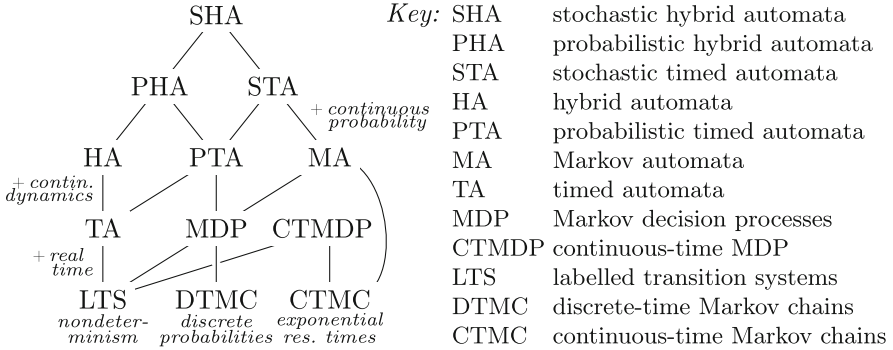 SHA
PHA STA
+ continuous
probability
HA PTA MA
+ contin.
dynamics
TA MDP CTMDP
+ real
time
LTS DTMC CTMC
nondeter-
minism
discrete
probabilities
exponential
res. times
Key: SHA stochastic hybrid automata
PHA probabilistic hybrid automata
STA stochastic timed automata
HA hybrid automata
PTA probabilistic timed automata
MA Markov automata
TA timed automata
MDP Markov decision processes
CTMDP continuous-time MDP
LTS labelled transition systems
DTMC discrete-time Markov chains
CTMC continuous-time Markov chains